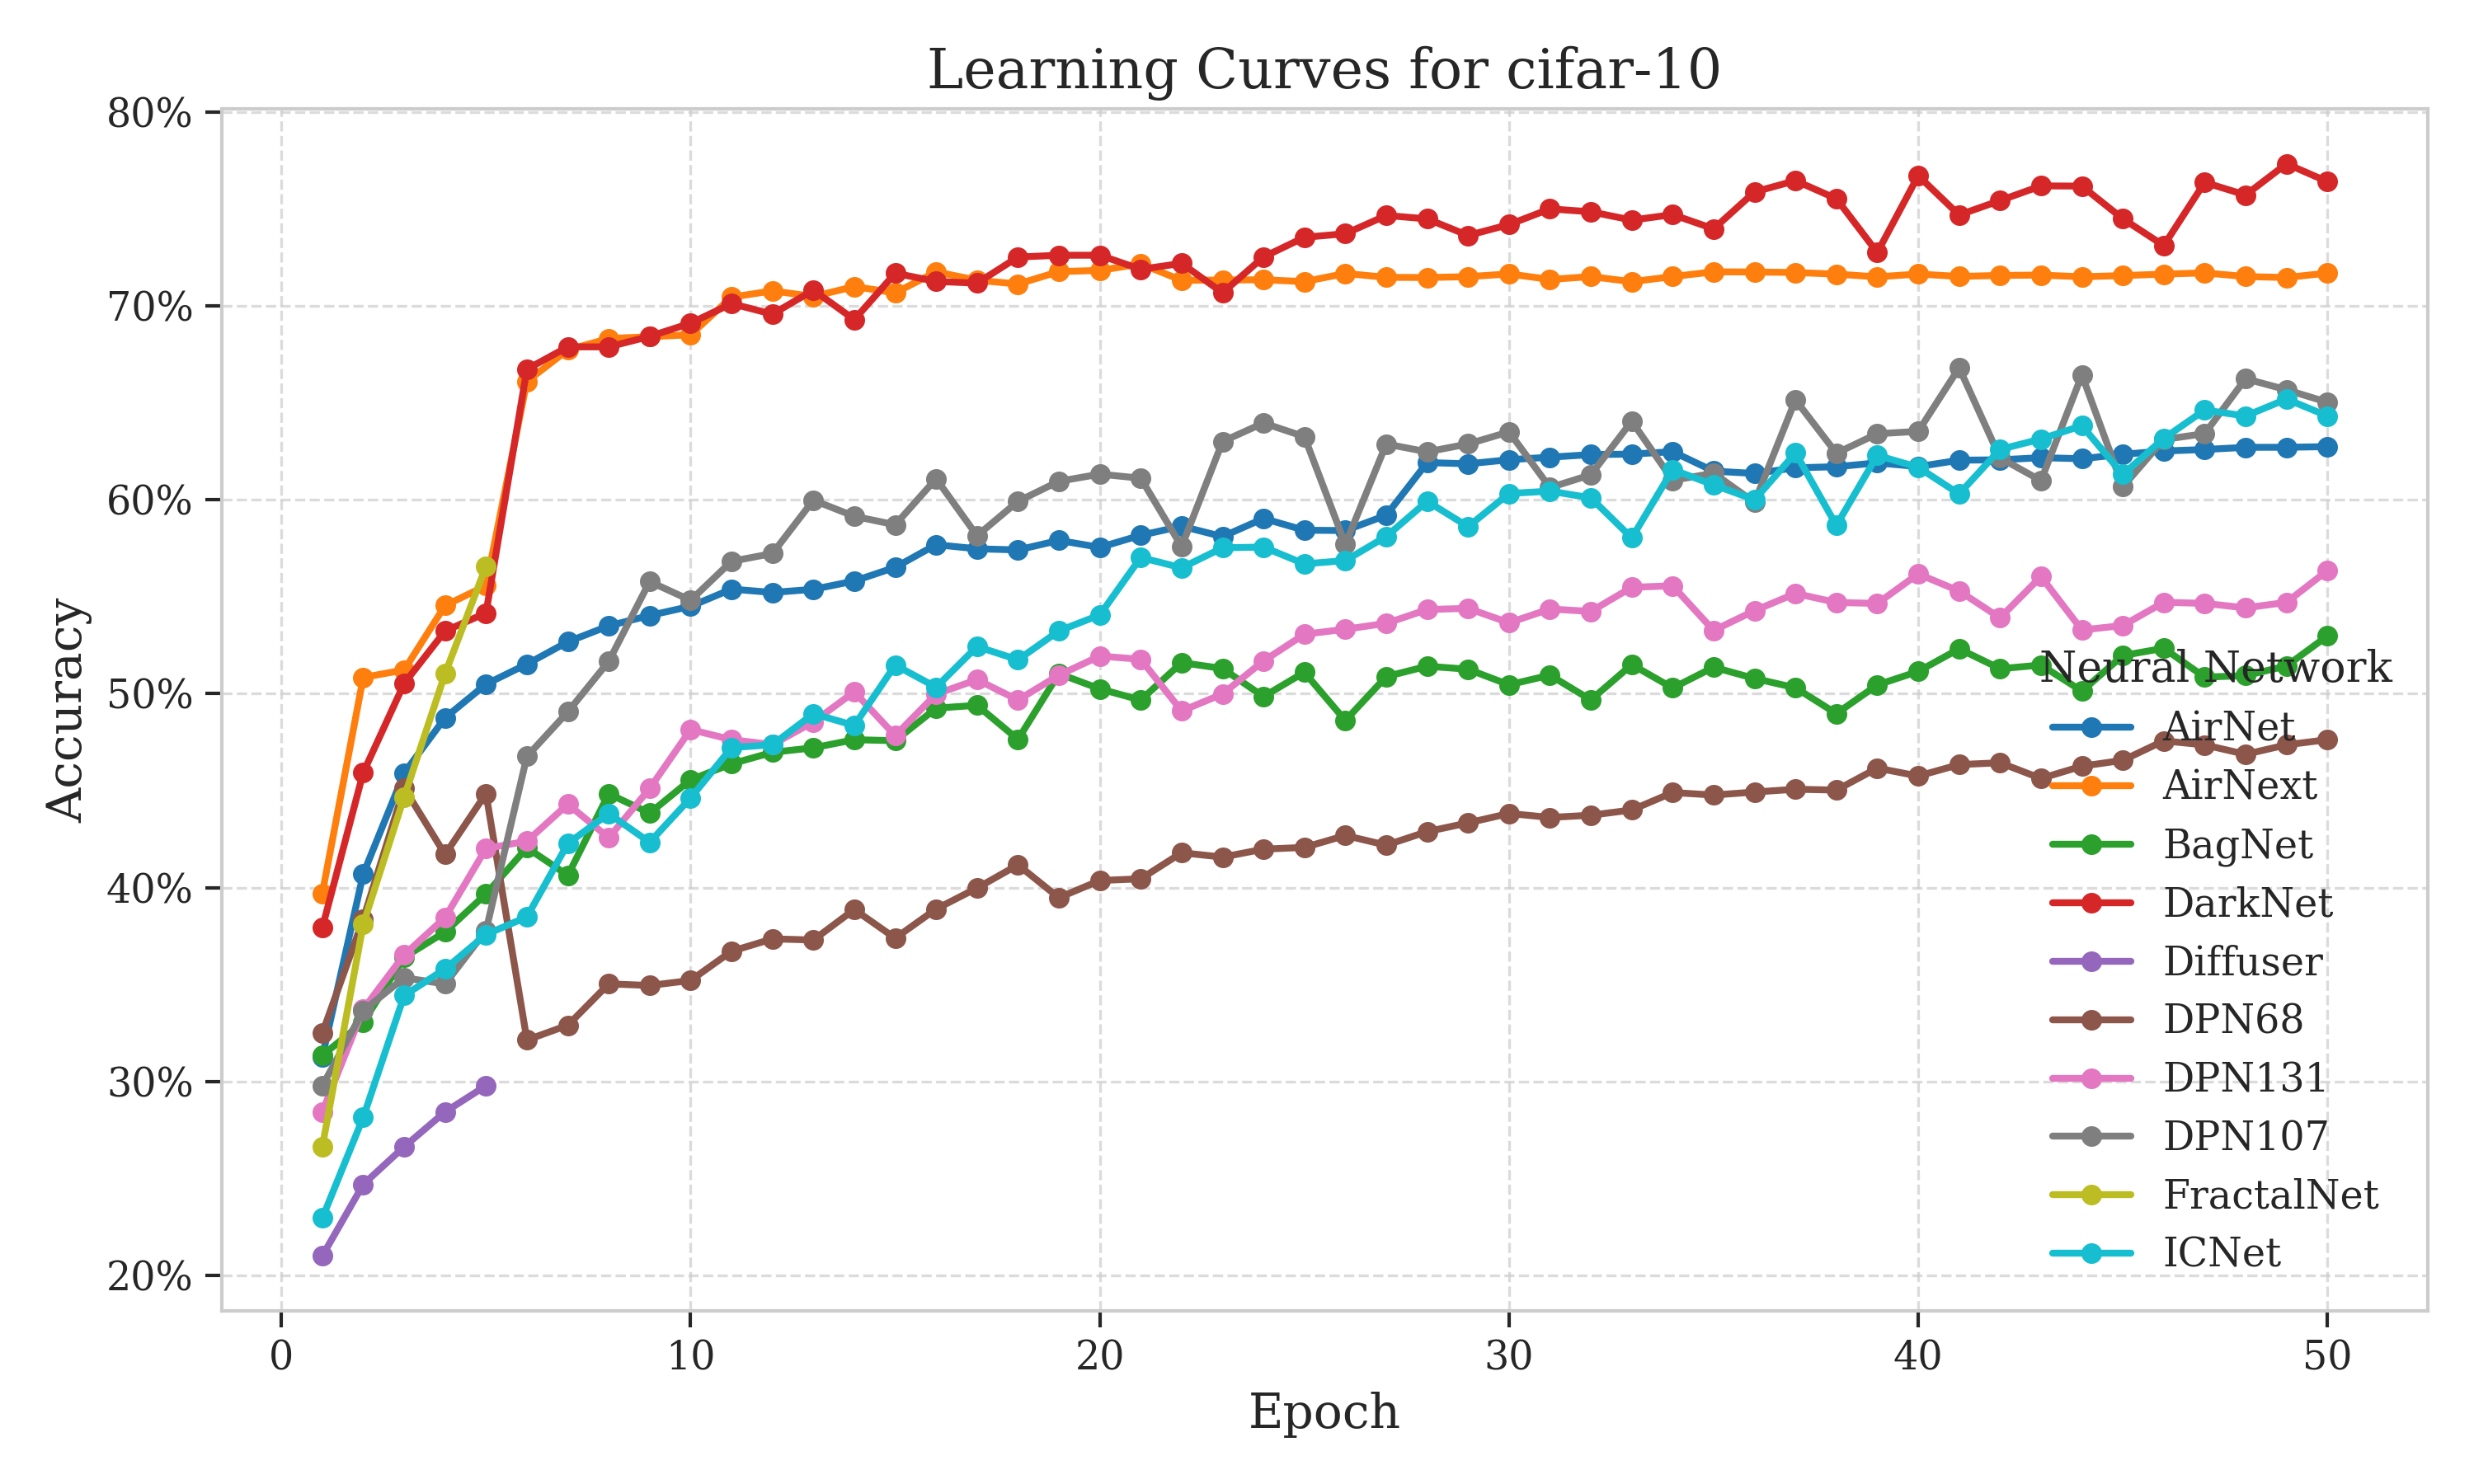 Learning Curves for cifar-10
80%
70%
60%
50%
40%
30%
20%
Accuracy
Neural Network
AirNet
AirNext
BagNet
DarkNet
Diffuser
DPN68
DPN131
DPN107
FractalNet
ICNet
0 10 20 30 40 50
Epoch